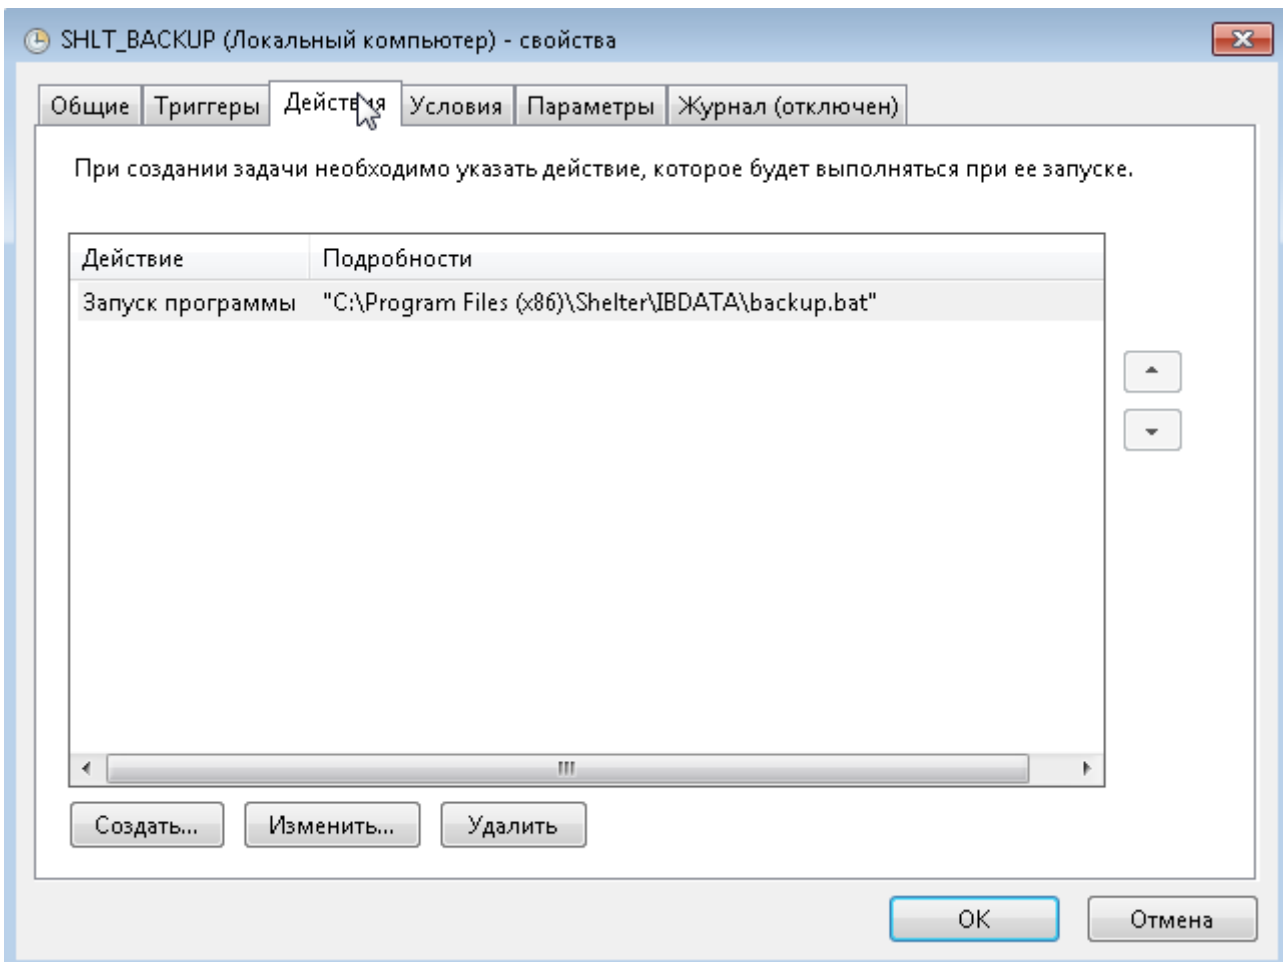 SHLT_BACKUP (Локальный компьютер) - свойства
Общие Триггеры Действия Условия Параметры Журнал (отключен)
При создании задачи необходимо указать действие, которое будет выполняться при ее запуске.
Действие Подробности
Запуск программы "C:\Program Files (x86)\Shelter\IBDATA\backup.bat"
Создать... Изменить... Удалить
OK Отмена